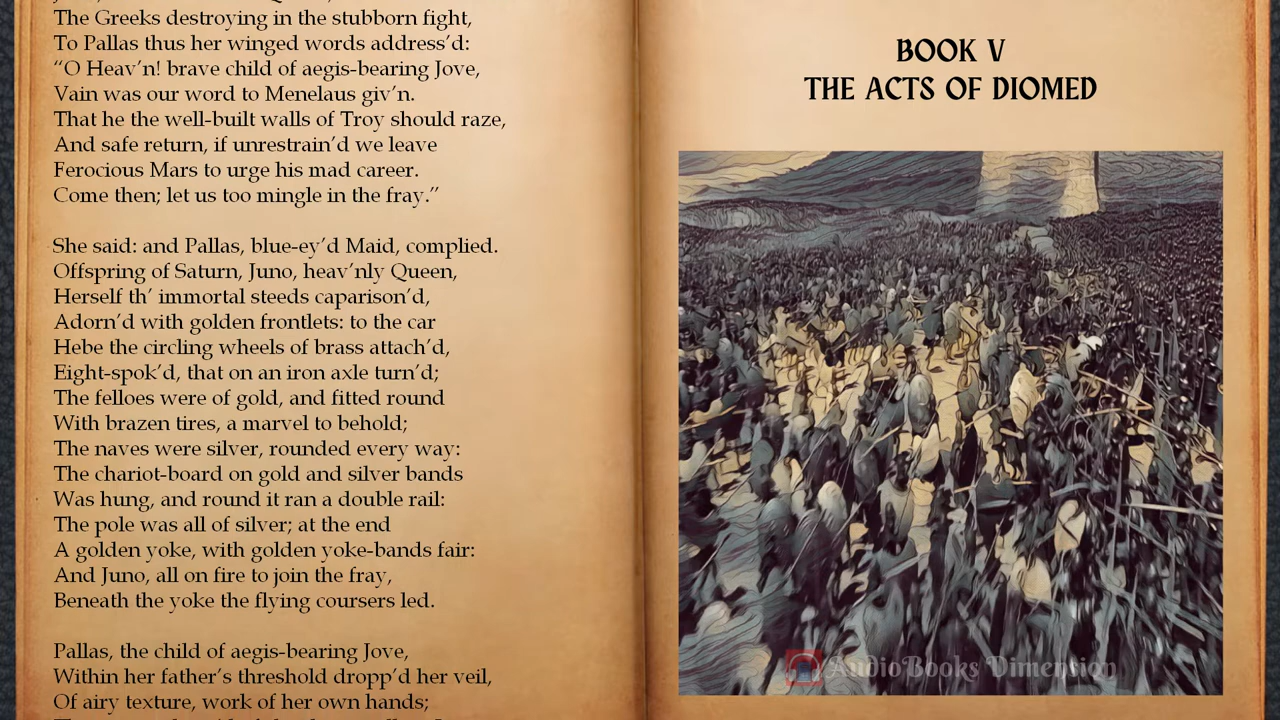 The Greeks destroying in the stubborn fight,
To Pallas thus her winged words address’d:
“O Heav’n! brave child of aegis-bearing Jove,
Vain was our word to Menelaus giv’n.
That he the well-built walls of Troy should raze,
And safe return, if unrestrain’d we leave
Ferocious Mars to urge his mad career.
Come then; let us too mingle in the fray.”
She said: and Pallas, blue-ey’d Maid, complied.
Offspring of Saturn, Juno, heav’nly Queen,
Herself th’ immortal steeds caparison’d,
Adorn’d with golden frontlets: to the car
Hebe the circling wheels of brass attach’d,
Eight-spok’d, that on an iron axle turn’d;
The felloes were of gold, and fitted round
With brazen tires, a marvel to behold;
The naves were silver, rounded every way:
The chariot-board on gold and silver bands
Was hung, and round it ran a double rail:
The pole was all of silver; at the end
A golden yoke, with golden yoke-bands fair:
And Juno, all on fire to join the fray,
Beneath the yoke the flying coursers led.
Pallas, the child of aegis-bearing Jove,
Within her father’s threshold dropp’d her veil,
Of airy texture, work of her own hands;
BOOK V
THE ACTS OF DIOMED
AudioBooks Dimension